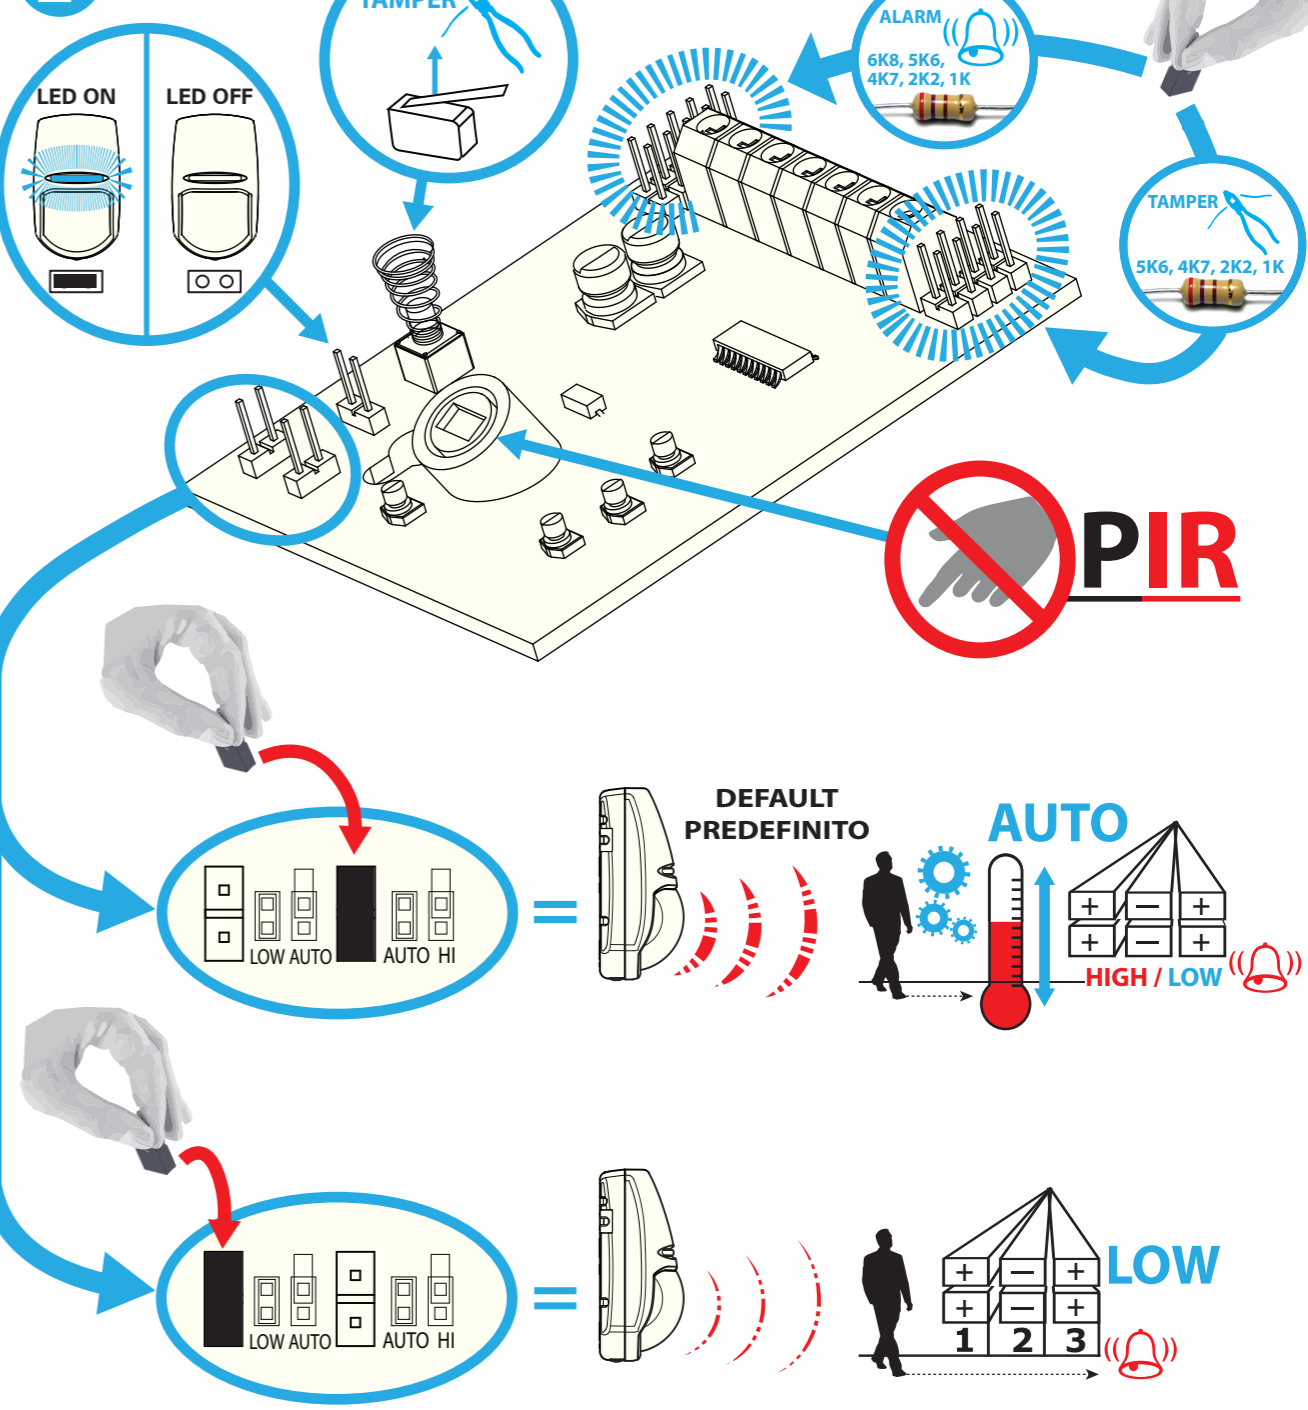 TAMPER
ALARM
6K8, 5K6,
4K7, 2K2, 1K
LED ON
LED OFF
TAMPER
5K6, 4K7, 2K2, 1K
PIR
DEFAULT
PREDEFINITO
AUTO
+ — +
+ — +
LOW AUTO
AUTO HI
=
HIGH / LOW
LOW
+ — +
+ — +
1 2 3
LOW AUTO
AUTO HI
=